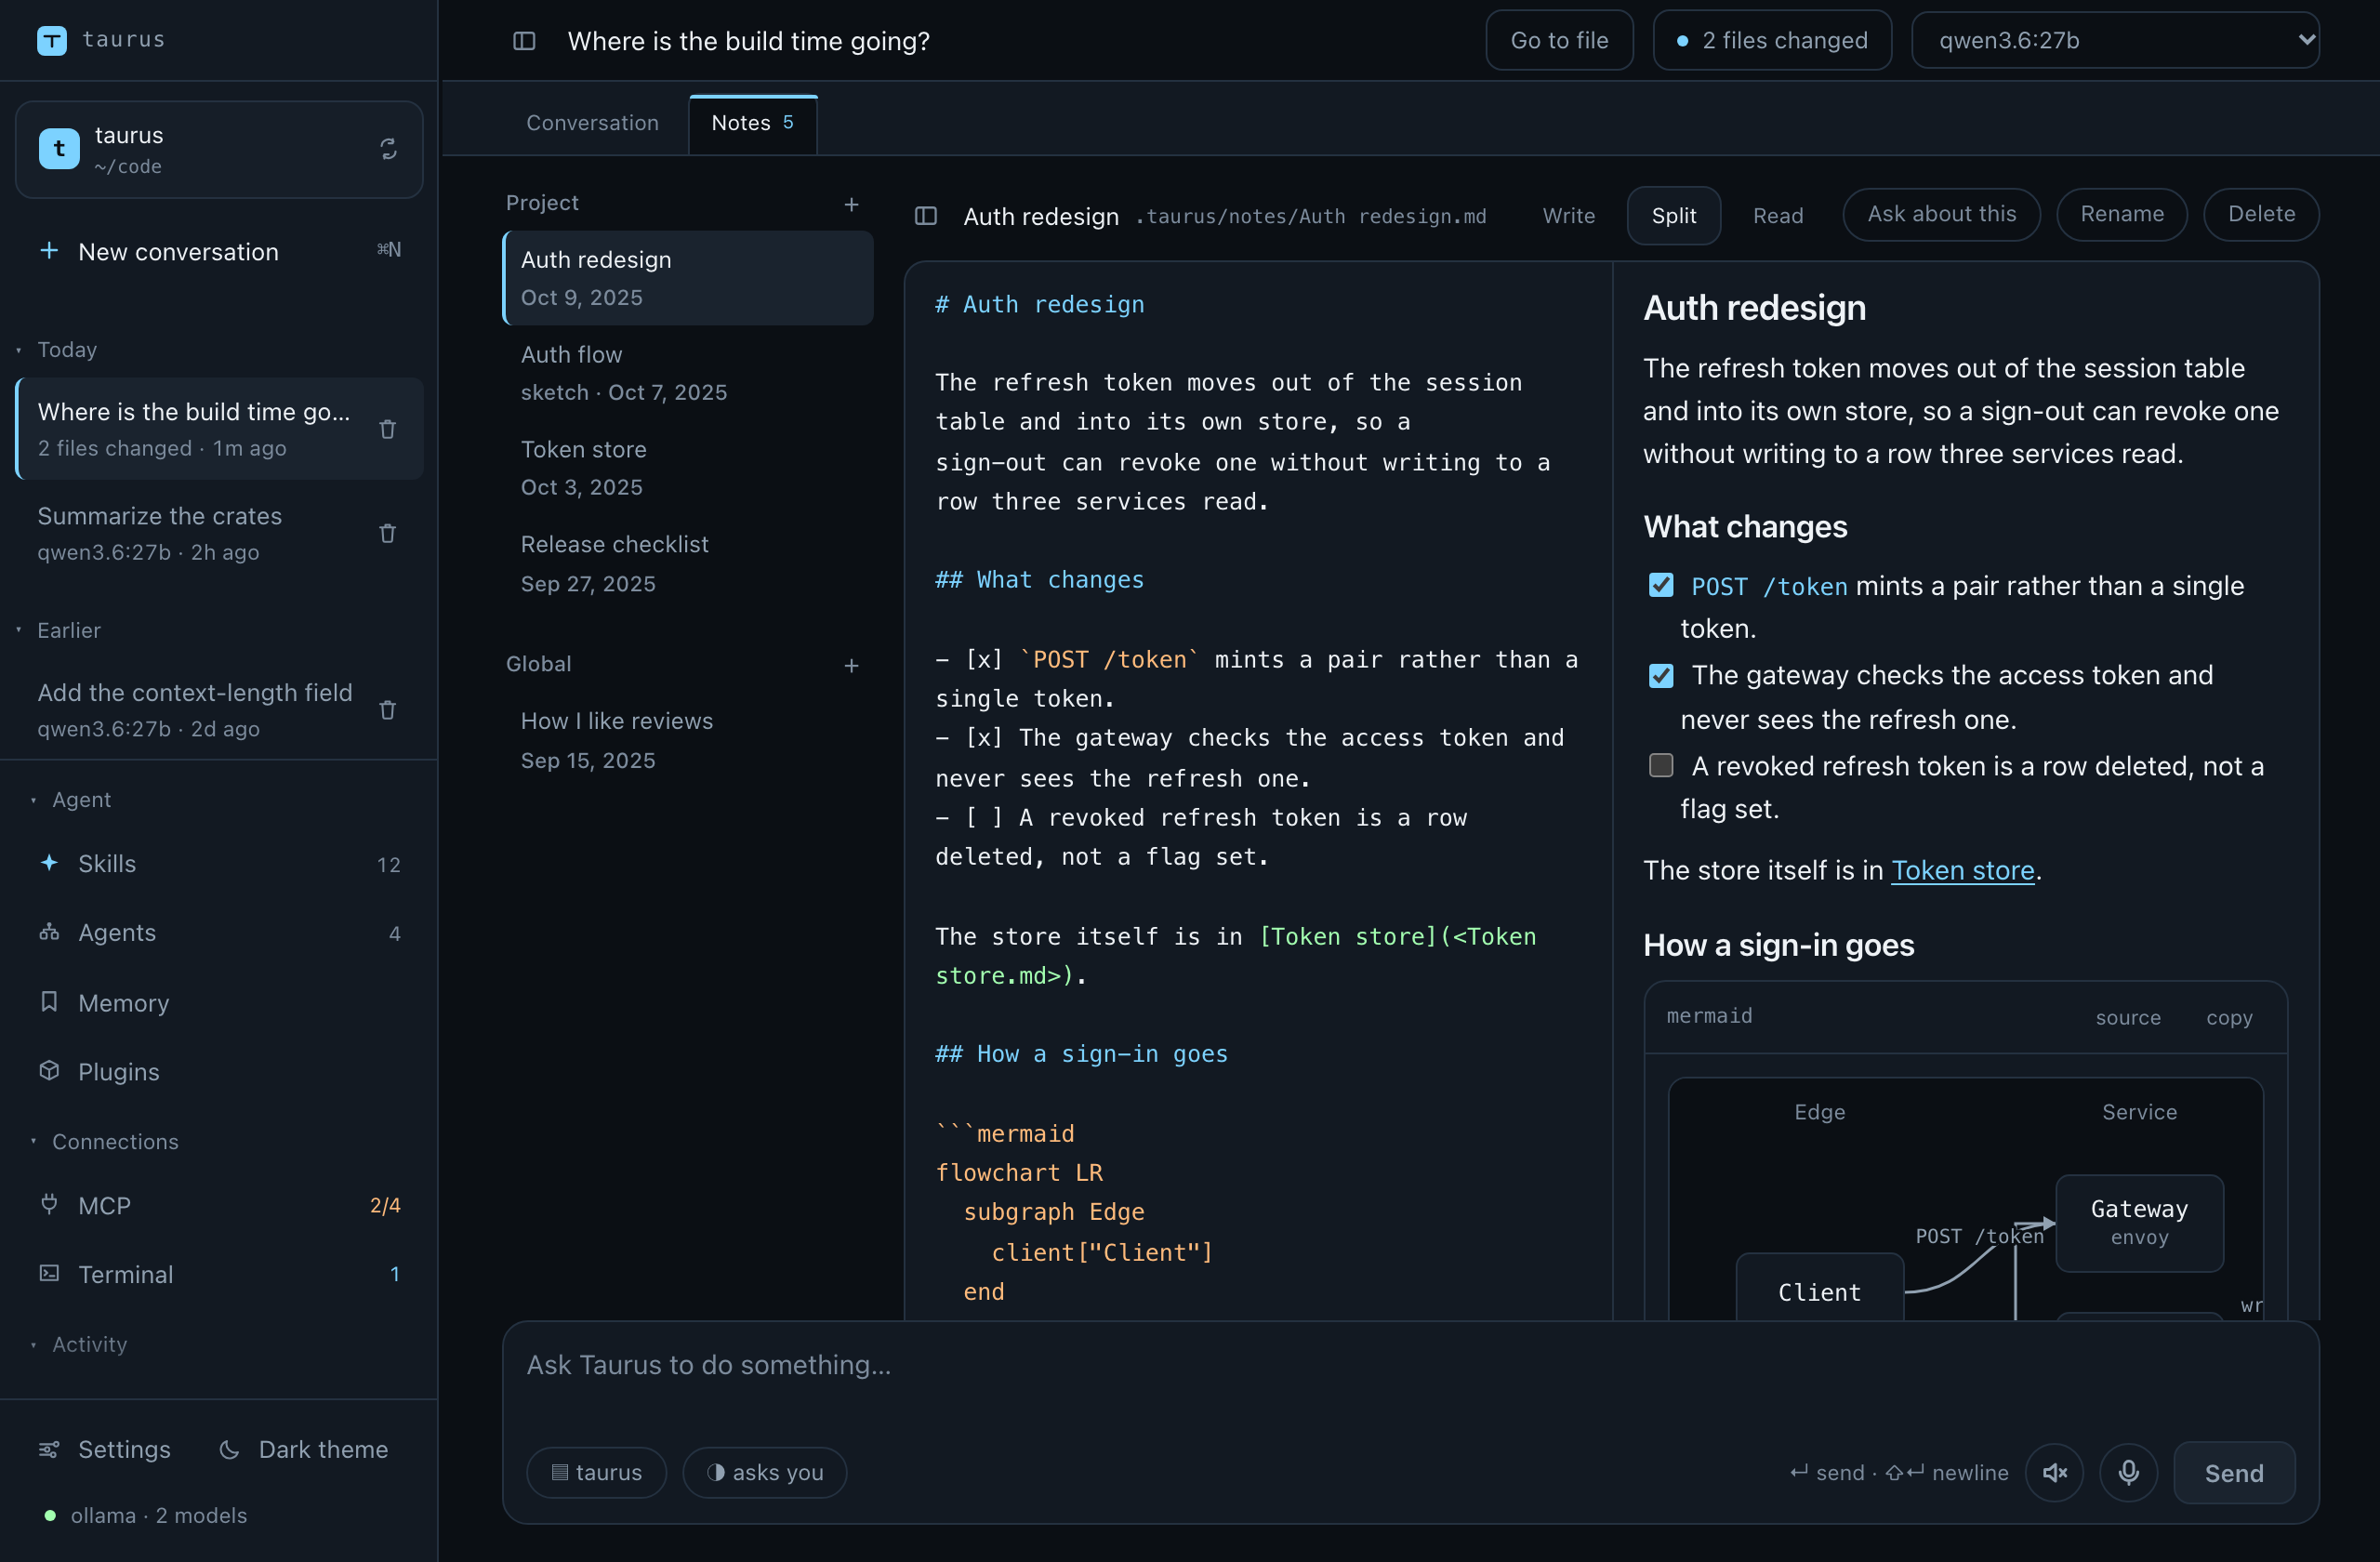 taurus
Where is the build time going?
Go to file
2 files changed
qwen3.6:27b
t
taurus
~/code
New conversation
⌘N
Today
Where is the build time go...
2 files changed · 1m ago
Summarize the crates
qwen3.6:27b · 2h ago
Earlier
Add the context-length field
qwen3.6:27b · 2d ago
Agent
Skills
12
Agents
4
Memory
Plugins
Connections
MCP
2/4
Terminal
1
Activity
Settings
Dark theme
ollama · 2 models
Conversation
Notes 5
Project
+
Auth redesign
Oct 9, 2025
Auth flow
sketch · Oct 7, 2025
Token store
Oct 3, 2025
Release checklist
Sep 27, 2025
Global
+
How I like reviews
Sep 15, 2025
Auth redesign .taurus/notes/Auth redesign.md
Write
Split
Read
Ask about this
Rename
Delete
# Auth redesign
The refresh token moves out of the session
table and into its own store, so a
sign-out can revoke one without writing to a
row three services read.
## What changes
- [x] `POST /token` mints a pair rather than a
single token.
- [x] The gateway checks the access token and
never sees the refresh one.
- [ ] A revoked refresh token is a row
deleted, not a flag set.
The store itself is in [Token store](<Token
store.md>).
## How a sign-in goes
```mermaid
flowchart LR
subgraph Edge
client["Client"]
end
Auth redesign
The refresh token moves out of the session table
and into its own store, so a sign-out can revoke one
without writing to a row three services read.
What changes
POST /token mints a pair rather than a single
token.
The gateway checks the access token and
never sees the refresh one.
A revoked refresh token is a row deleted, not a
flag set.
The store itself is in Token store.
How a sign-in goes
mermaid
source
copy
Edge
Service
Gateway
envoy
POST /token
Client
wr
Ask Taurus to do something...
taurus
asks you
send · newline
Send